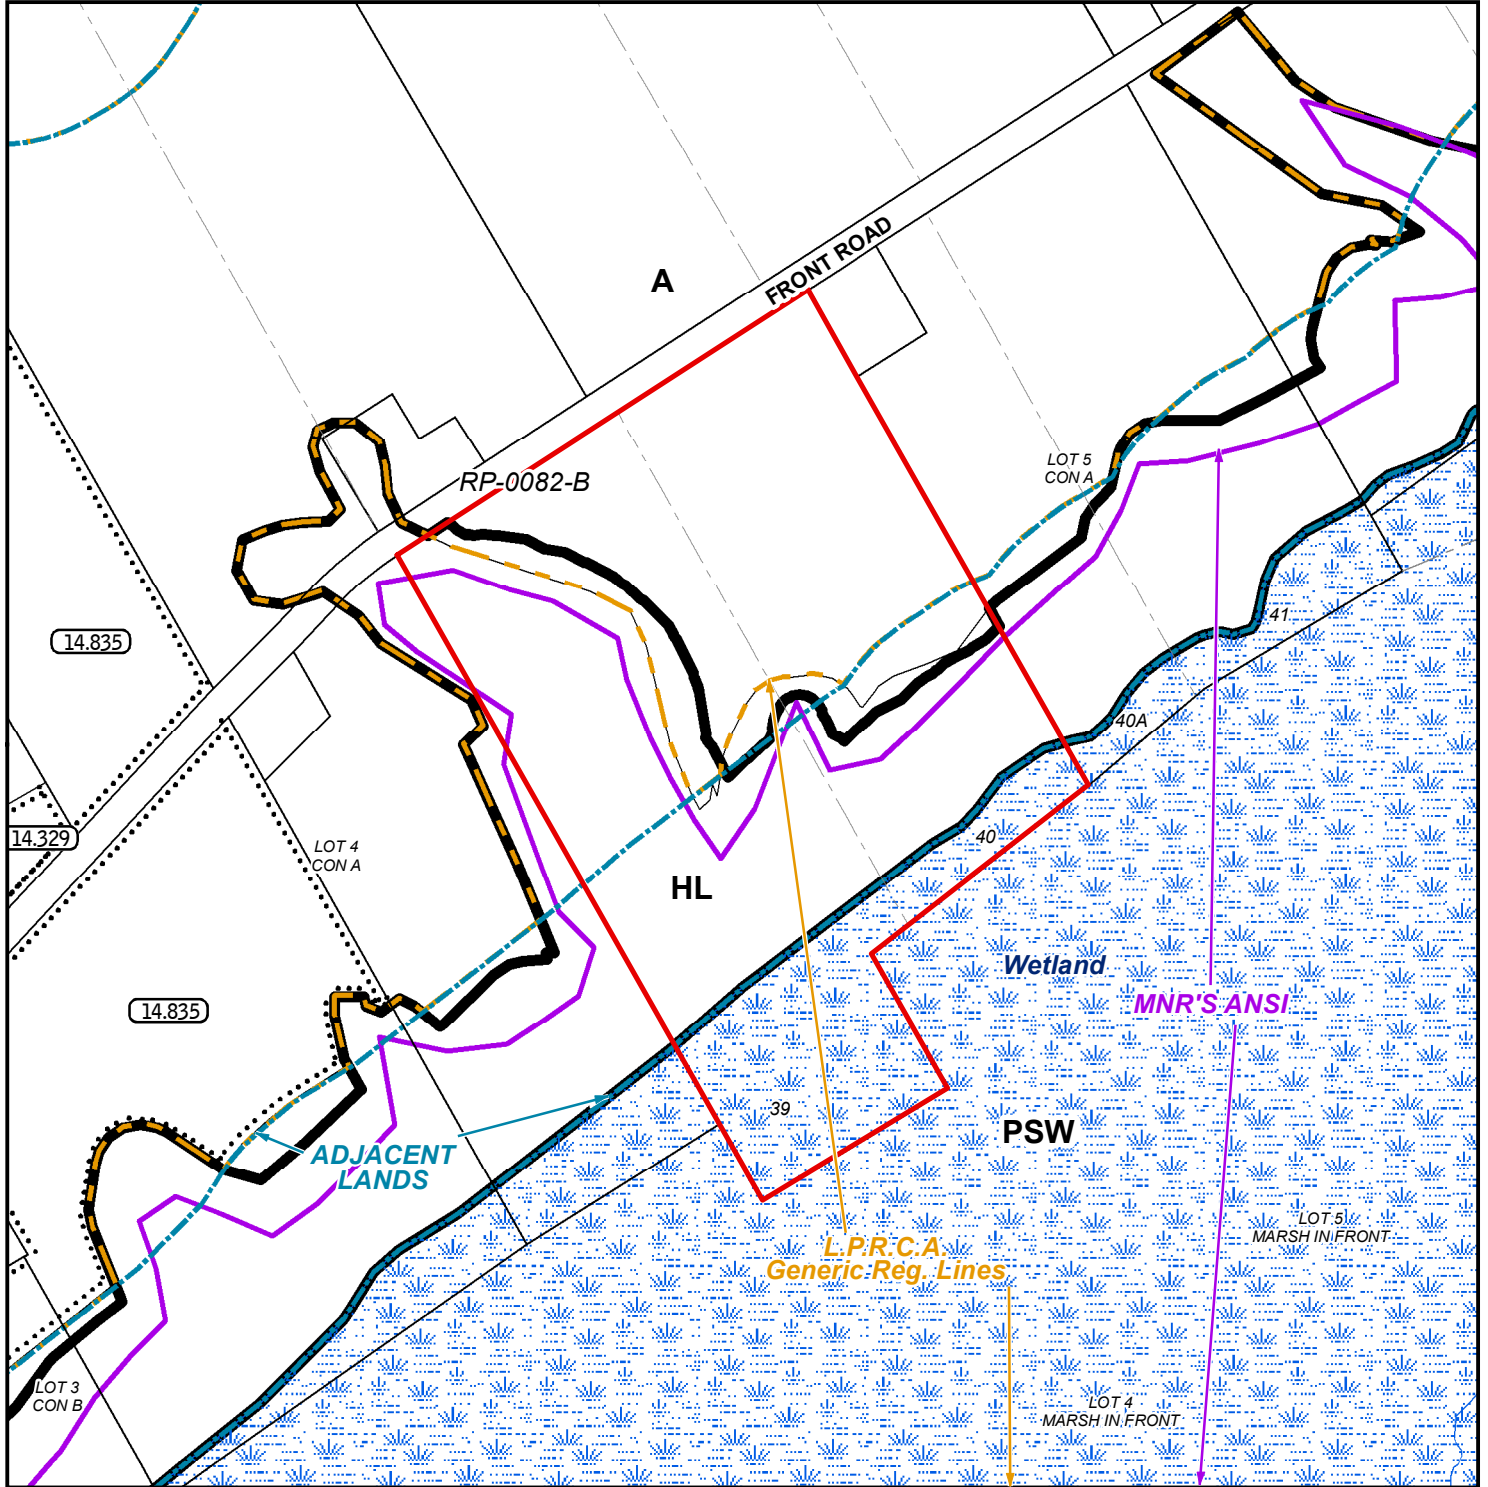 A
FRONT ROAD
RP-0082-B
LOT 5
CON A
14.835
41
40A
14.329
40
LOT 4
CON A
HL
Wetland
MNR'S ANSI
14.835
39
PSW
ADJACENT
LANDS
LOT 5
MARSH IN FRONT
L.P.R.C.A.
Generic Reg. Lines
LOT 3
CON B
LOT 4
MARSH IN FRONT